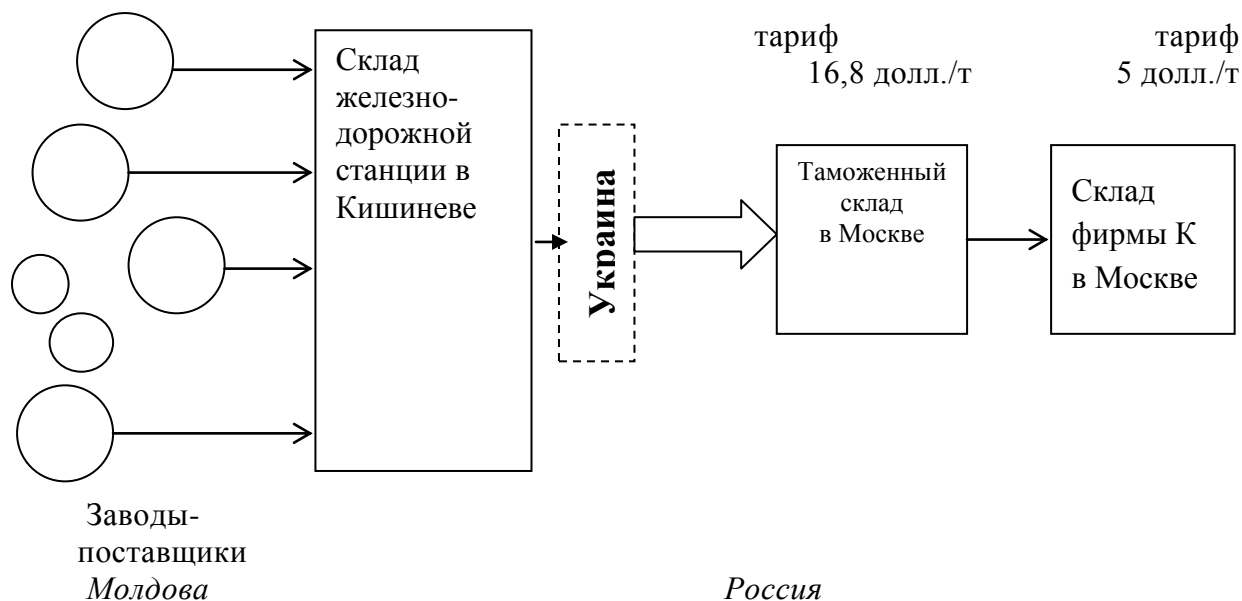 тариф
16,8 долл./т
тариф
5 долл./т
Склад
железно-
дорожной
станции в
Кишиневе
Украина
Таможенный
склад
в Москве
Склад
фирмы К
в Москве
Заводы-
поставщики
Молдова
Россия